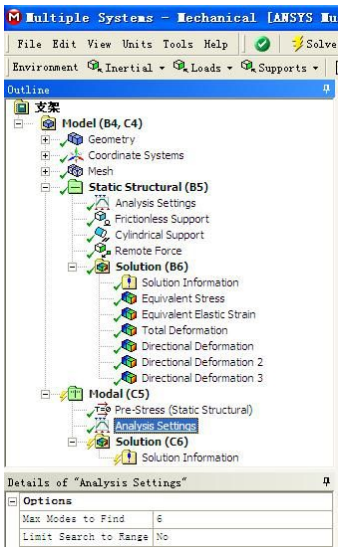 Multiple Systems - Mechanical [ANSYS Mu
File Edit View Units Tools Help Solve
Environment Inertial Loads Supports
Outline
支架
Model (B4, C4)
Geometry
Coordinate Systems
Mesh
Static Structural (B5)
Analysis Settings
Frictionless Support
Cylindrical Support
Remote Force
Solution (B6)
Solution Information
Equivalent Stress
Equivalent Elastic Strain
Total Deformation
Directional Deformation
Directional Deformation 2
Directional Deformation 3
Modal (C5)
Pre-Stress (Static Structural)
Analysis Settings
Solution (C6)
Solution Information
Details of "Analysis Settings"
Options
Max Modes to Find 6
Limit Search to Range No